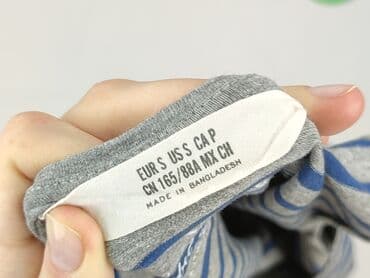 EUR S US S CA P
CN 165/88A MX CH
MADE IN BANGLADESH